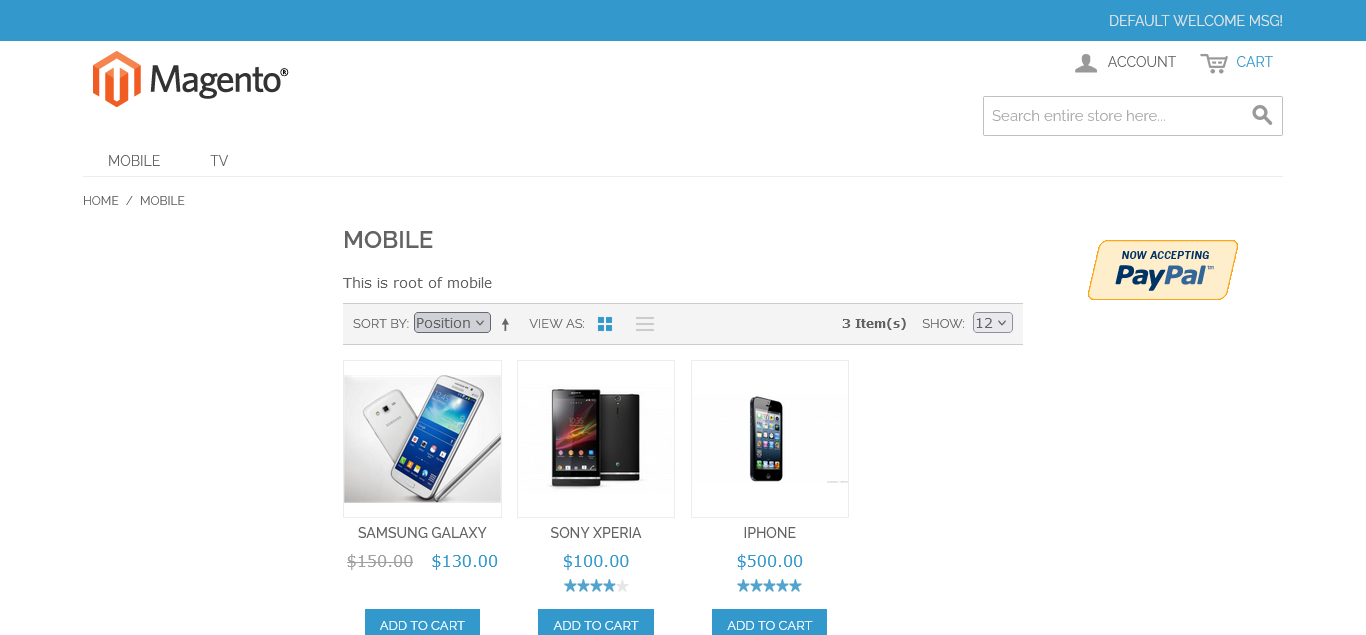 DEFAULT WELCOME MSG!
Magento®
ACCOUNT
CART
Search entire store here...
MOBILE
TV
HOME / MOBILE
MOBILE
NOW ACCEPTING
PayPal™
This is root of mobile
SORT BY: Position
VIEW AS:
3 Item(s)
SHOW: 12
SAMSUNG GALAXY
$150.00 $130.00
ADD TO CART
SONY XPERIA
$100.00
ADD TO CART
IPHONE
$500.00
ADD TO CART